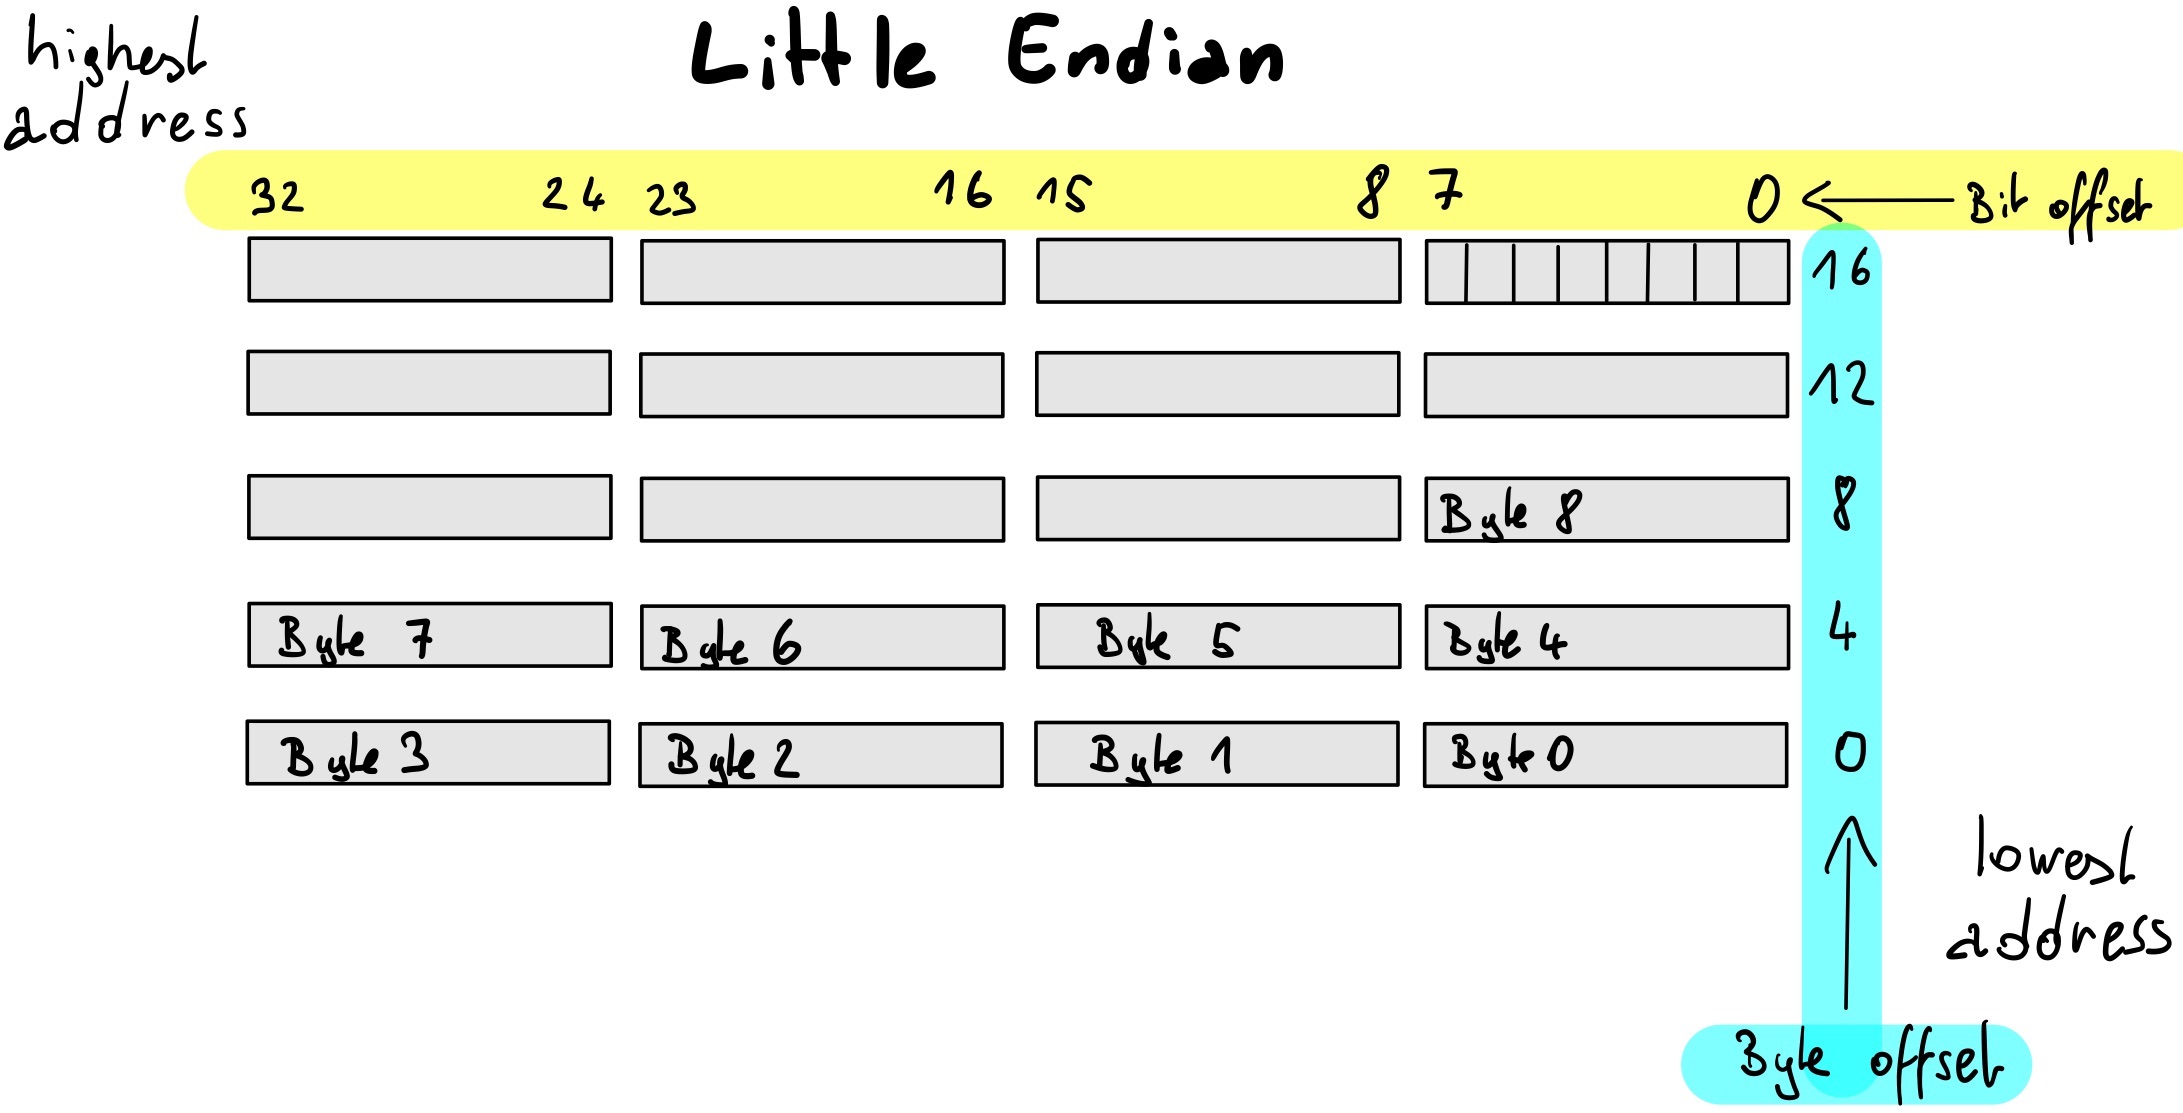 Little Endian
highest
address
32 24 23 16 15 8 7 0 Bit offset
16
12
Byte 8 8
Byte 7 Byte 6 Byte 5 Byte 4 4
Byte 3 Byte 2 Byte 1 Byte 0 0
lowest
address
Byte offset